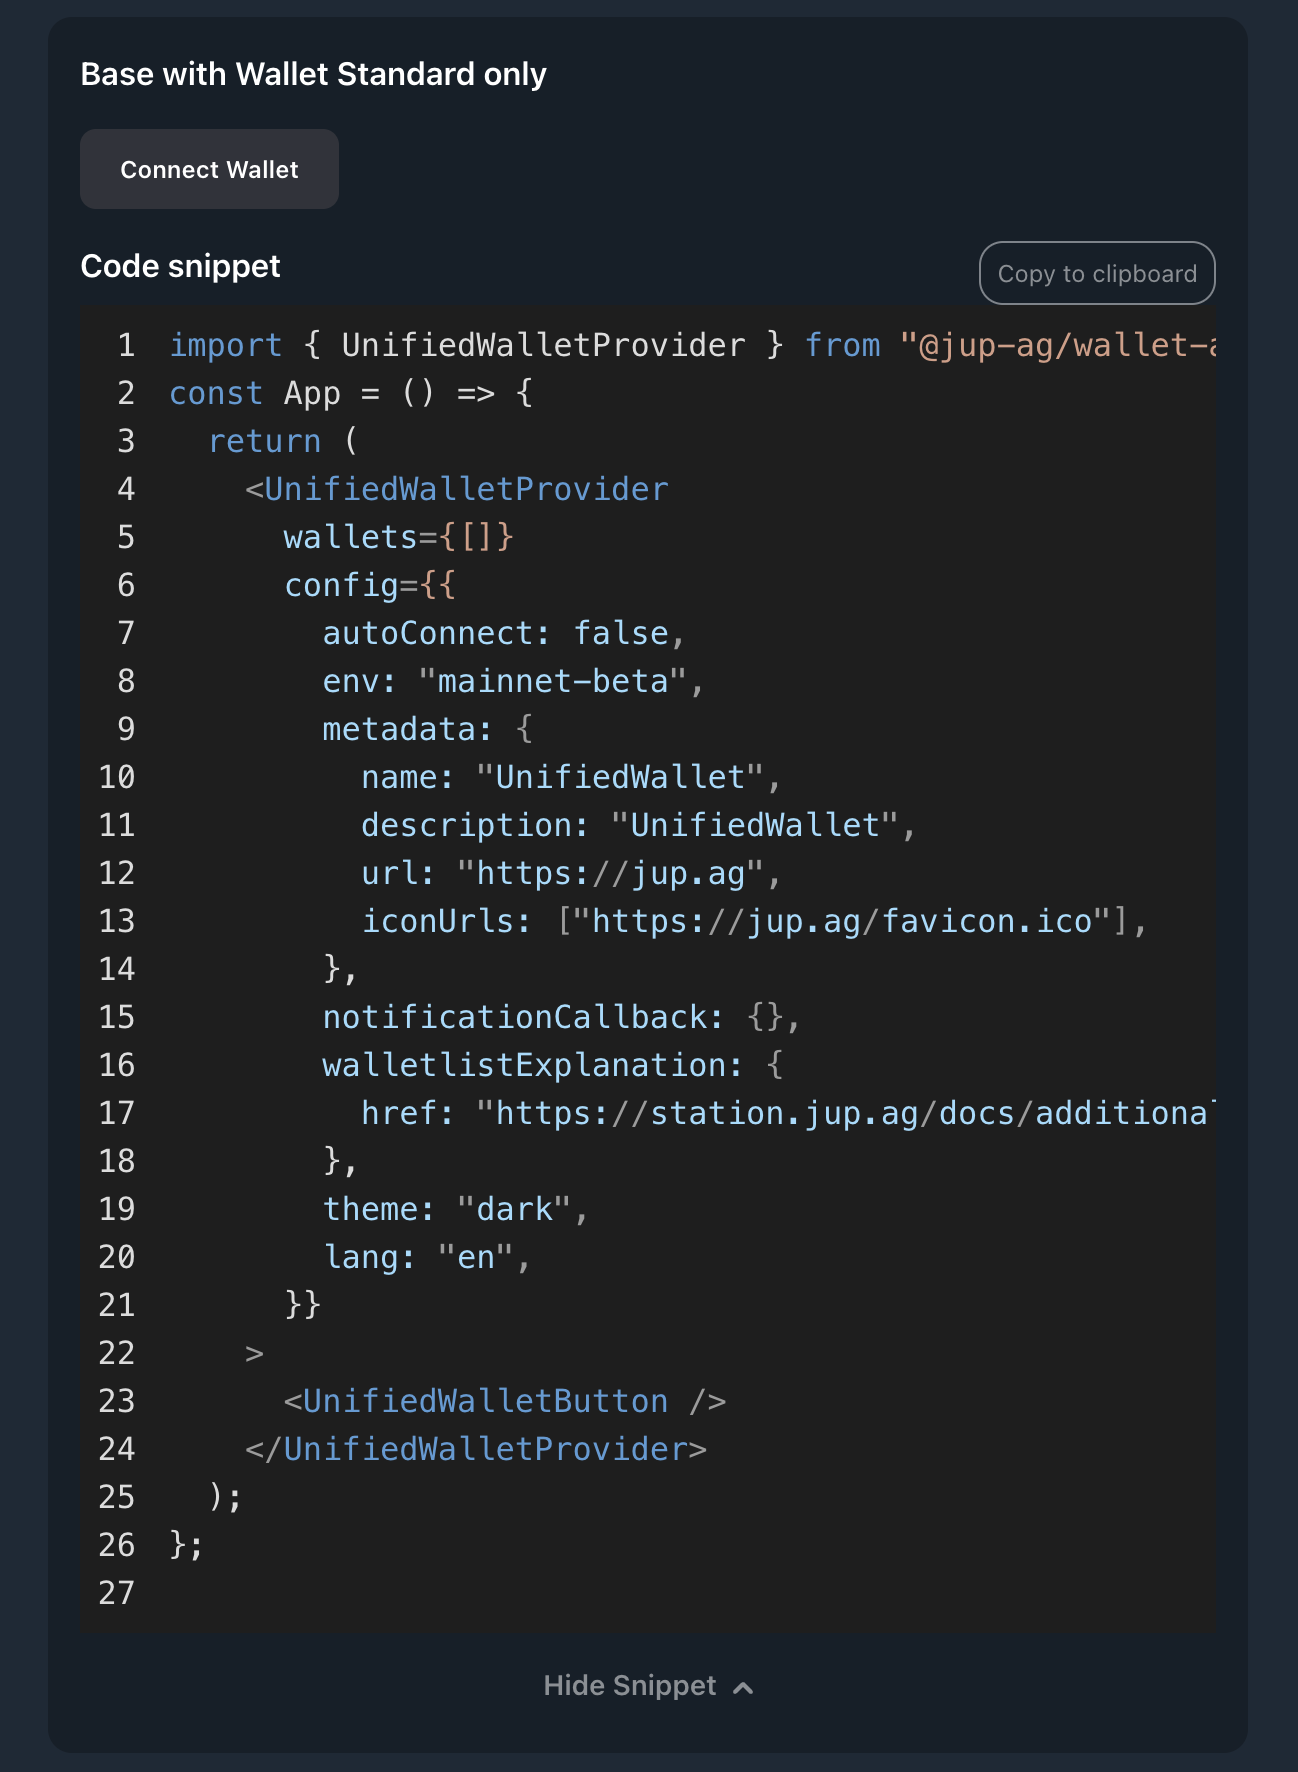 Base with Wallet Standard only
Connect Wallet
Code snippet
Copy to clipboard
1 import { UnifiedWalletProvider } from "@jup-ag/wallet-
2 const App = () => {
3   return (
4     <UnifiedWalletProvider
5       wallets={[]}
6       config={{
7         autoConnect: false,
8         env: "mainnet-beta",
9         metadata: {
10           name: "UnifiedWallet",
11           description: "UnifiedWallet",
12           url: "https://jup.ag",
13           iconUrls: ["https://jup.ag/favicon.ico"],
14         },
15         notificationCallback: {},
16         walletlistExplanation: {
17           href: "https://station.jup.ag/docs/additional
18         },
19         theme: "dark",
20         lang: "en",
21       }}
22     >
23       <UnifiedWalletButton />
24     </UnifiedWalletProvider>
25   );
26 };
27
Hide Snippet